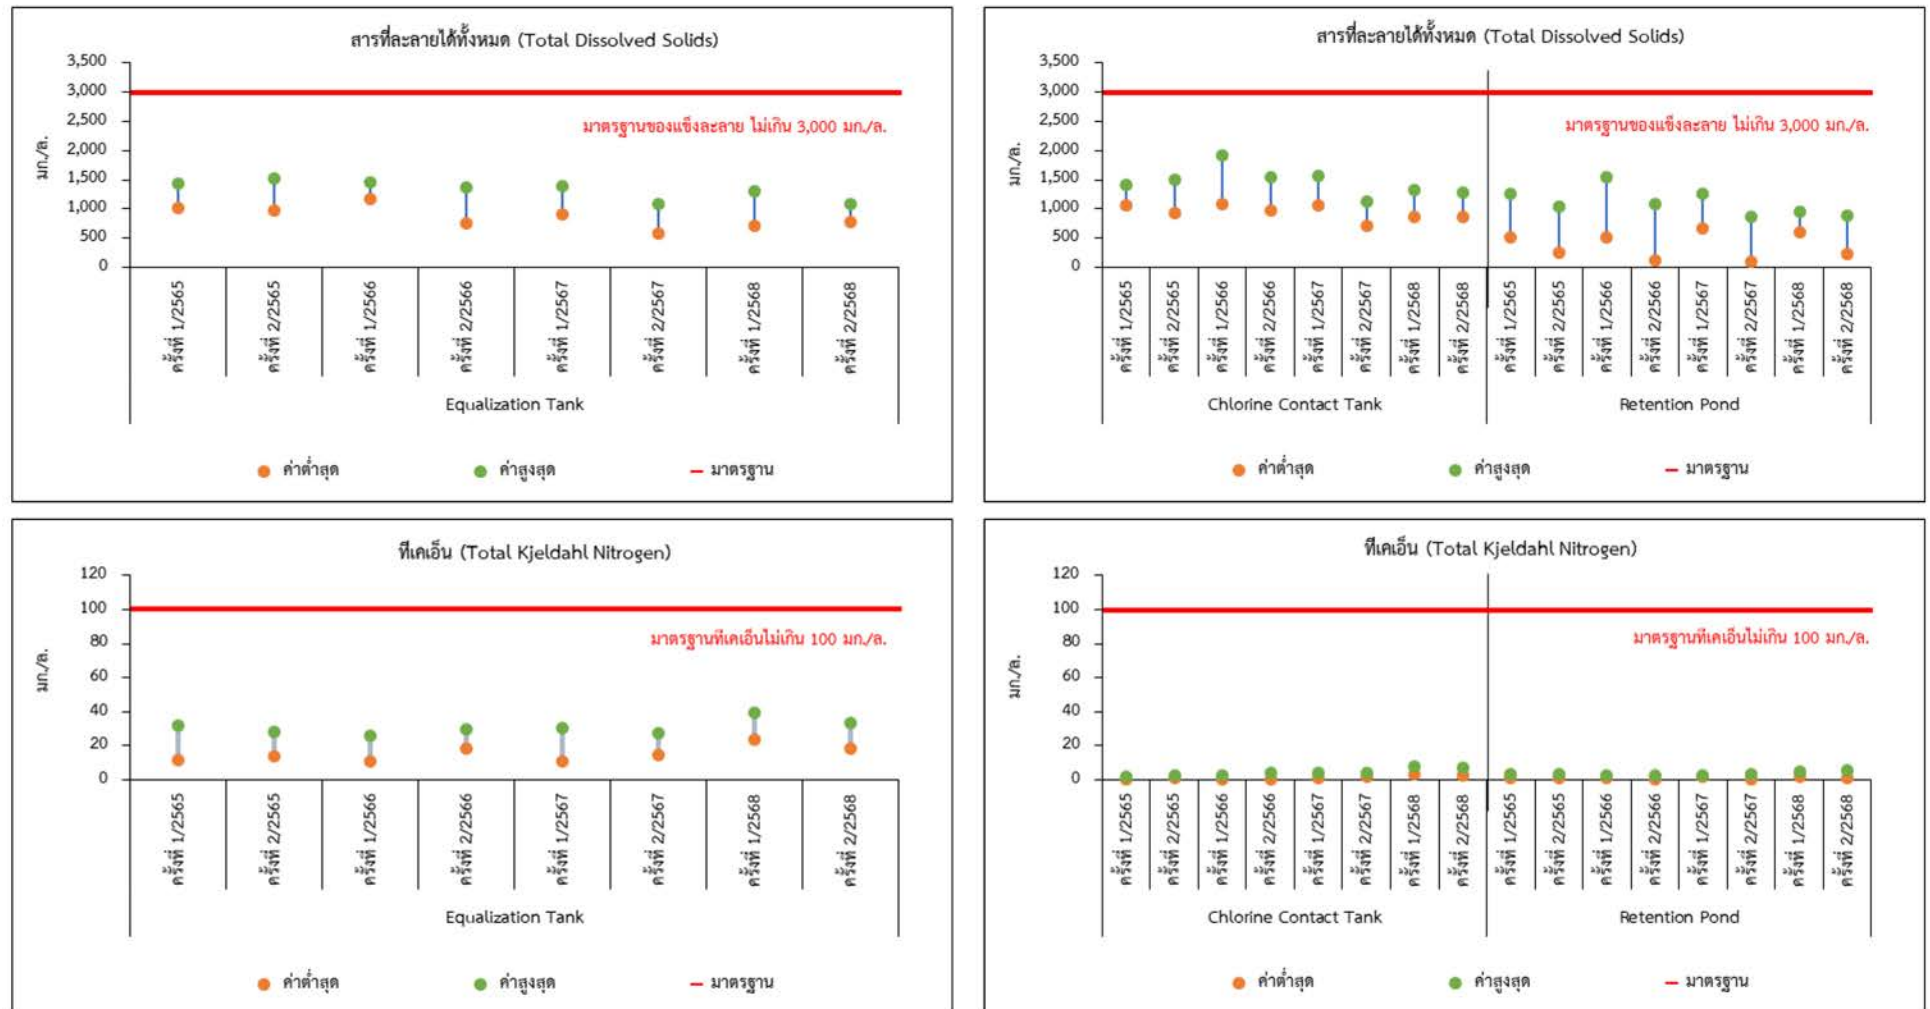 สารที่ละลายได้ทั้งหมด (Total Dissolved Solids)
3,500
3,000
2,500
2,000
1,500
1,000
500
0
มก./ล.
มาตรฐานของแข็งละลาย ไม่เกิน 3,000 มก./ล.
ครั้งที่ 1/2565
ครั้งที่ 2/2565
ครั้งที่ 1/2566
ครั้งที่ 2/2566
ครั้งที่ 1/2567
ครั้งที่ 2/2567
ครั้งที่ 1/2568
ครั้งที่ 2/2568
Equalization Tank
ค่าต่ำสุด ค่าสูงสุด มาตรฐาน
สารที่ละลายได้ทั้งหมด (Total Dissolved Solids)
3,500
3,000
2,500
2,000
1,500
1,000
500
0
มก./ล.
มาตรฐานของแข็งละลาย ไม่เกิน 3,000 มก./ล.
ครั้งที่ 1/2565
ครั้งที่ 2/2565
ครั้งที่ 1/2566
ครั้งที่ 2/2566
ครั้งที่ 1/2567
ครั้งที่ 2/2567
ครั้งที่ 1/2568
ครั้งที่ 2/2568
ครั้งที่ 1/2565
ครั้งที่ 2/2565
ครั้งที่ 1/2566
ครั้งที่ 2/2566
ครั้งที่ 1/2567
ครั้งที่ 2/2567
ครั้งที่ 1/2568
ครั้งที่ 2/2568
Chlorine Contact Tank Retention Pond
ค่าต่ำสุด ค่าสูงสุด มาตรฐาน
ทีเคเอ็น (Total Kjeldahl Nitrogen)
120
100
80
60
40
20
0
มก./ล.
มาตรฐานทีเคเอ็นไม่เกิน 100 มก./ล.
ครั้งที่ 1/2565
ครั้งที่ 2/2565
ครั้งที่ 1/2566
ครั้งที่ 2/2566
ครั้งที่ 1/2567
ครั้งที่ 2/2567
ครั้งที่ 1/2568
ครั้งที่ 2/2568
Equalization Tank
ค่าต่ำสุด ค่าสูงสุด มาตรฐาน
ทีเคเอ็น (Total Kjeldahl Nitrogen)
120
100
80
60
40
20
0
มก./ล.
มาตรฐานทีเคเอ็นไม่เกิน 100 มก./ล.
ครั้งที่ 1/2565
ครั้งที่ 2/2565
ครั้งที่ 1/2566
ครั้งที่ 2/2566
ครั้งที่ 1/2567
ครั้งที่ 2/2567
ครั้งที่ 1/2568
ครั้งที่ 2/2568
ครั้งที่ 1/2565
ครั้งที่ 2/2565
ครั้งที่ 1/2566
ครั้งที่ 2/2566
ครั้งที่ 1/2567
ครั้งที่ 2/2567
ครั้งที่ 1/2568
ครั้งที่ 2/2568
Chlorine Contact Tank Retention Pond
ค่าต่ำสุด ค่าสูงสุด มาตรฐาน